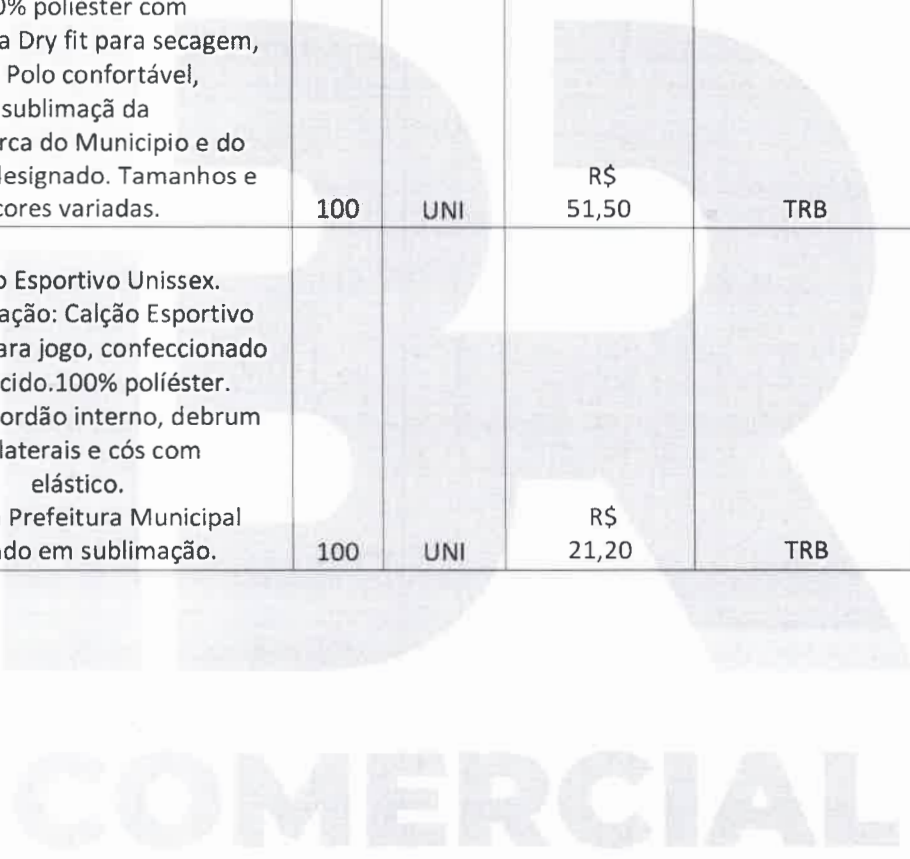 0% poliéster com
a Dry fit para secagem,
Polo confortável,
sublimaçã da
rca do Municipio e do
designado. Tamanhos e
cores variadas.
100 UNI R$ 51,50 TRB
o Esportivo Unissex.
ação: Calção Esportivo
ara jogo, confeccionado
cido.100% políéster.
ordão interno, debrum
laterais e cós com
elástico.
Prefeitura Municipal
do em sublimação.
100 UNI R$ 21,20 TRB
BR
COMERCIAL